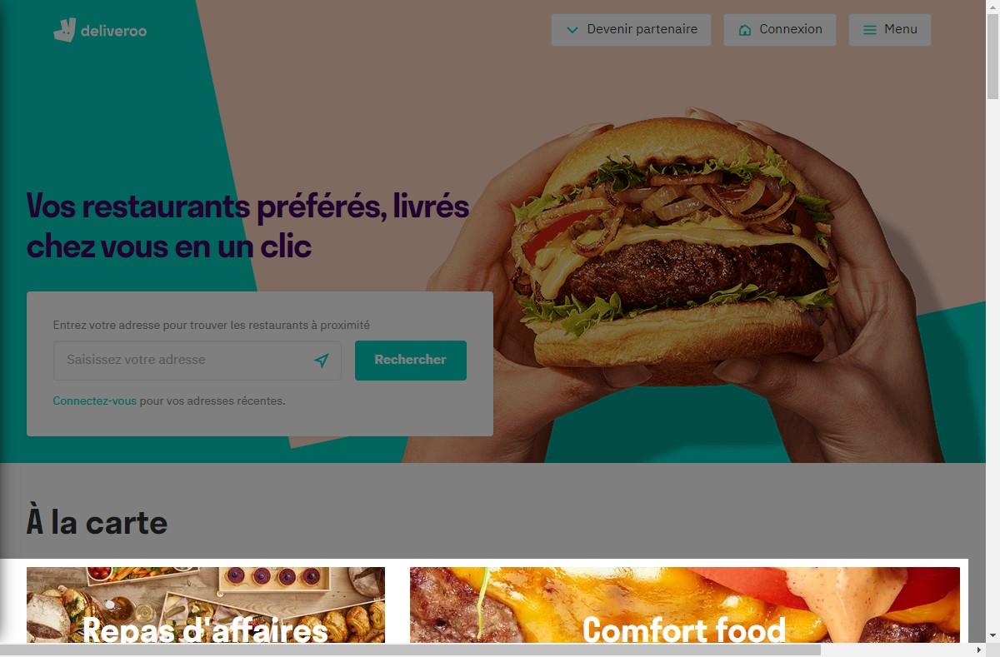 deliveroo
Devenir partenaire
Connexion
Menu
Vos restaurants préférés, livrés
chez vous en un clic
Entrez votre adresse pour trouver les restaurants à proximité
Saisissez votre adresse
Rechercher
Connectez-vous pour vos adresses récentes.
À la carte
Repas d'affaires
Comfort food